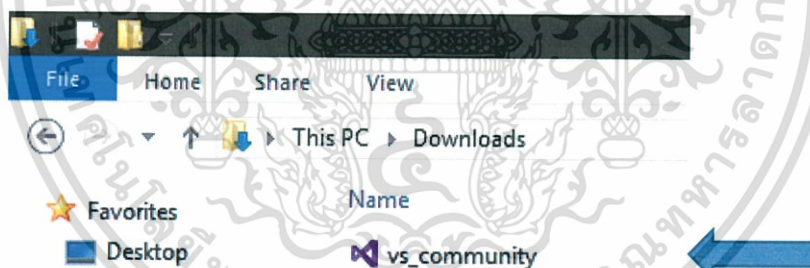 File Home Share View
This PC Downloads
Name
Favorites
Desktop vs_community